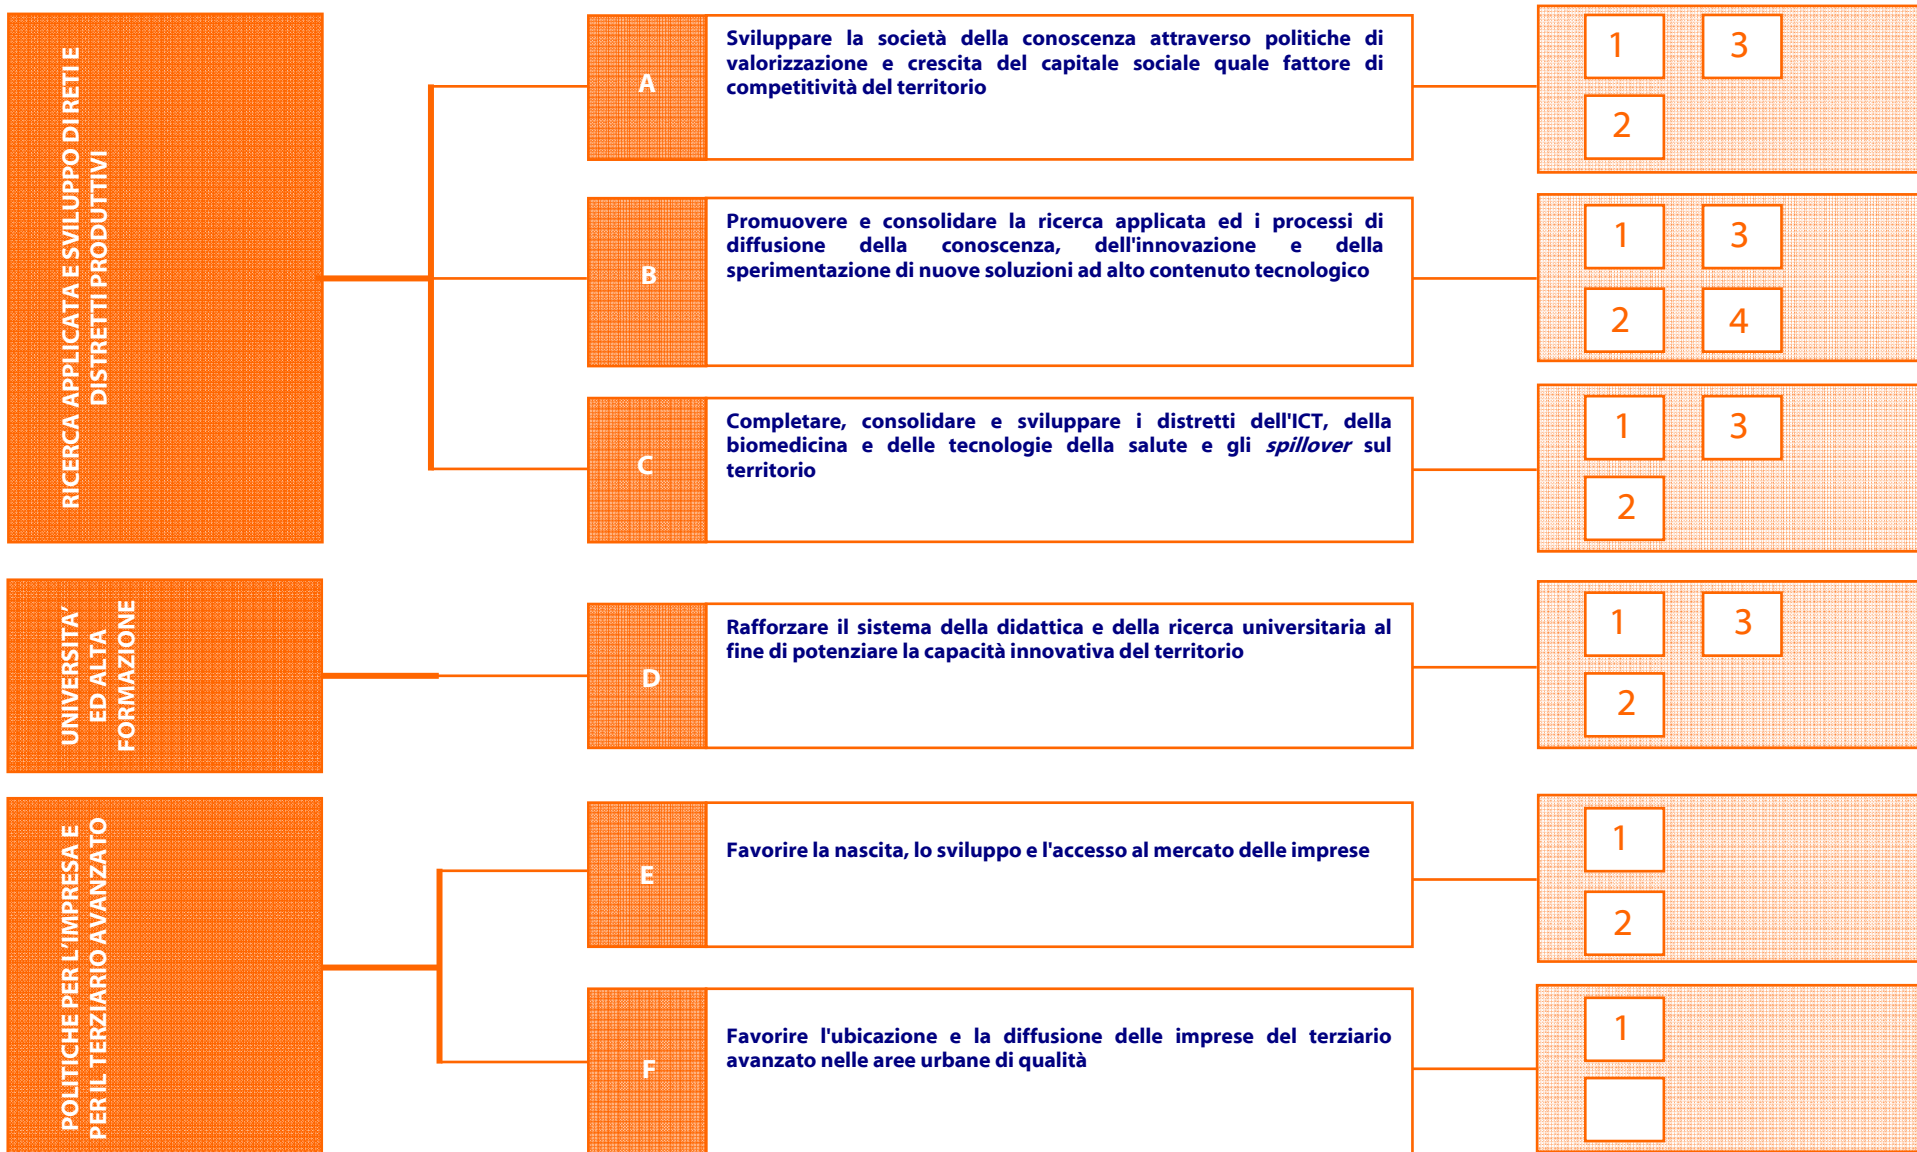 RICERCA APPLICATA E SVILUPPO DI RETI E
DISTRETTI PRODUTTIVI
A
Sviluppare la società della conoscenza attraverso politiche di
valorizzazione e crescita del capitale sociale quale fattore di
competitività del territorio
1 3
2
B
Promuovere e consolidare la ricerca applicata ed i processi di
diffusione della conoscenza, dell'innovazione e della
sperimentazione di nuove soluzioni ad alto contenuto tecnologico
1 3
2 4
C
Completare, consolidare e sviluppare i distretti dell'ICT, della
biomedicina e delle tecnologie della salute e gli spillover sul
territorio
1 3
2
UNIVERSITA’
ED ALTA
FORMAZIONE
D
Rafforzare il sistema della didattica e della ricerca universitaria al
fine di potenziare la capacità innovativa del territorio
1 3
2
POLITICHE PER L’IMPRESA E
PER IL TERZIARIO AVANZATO
E
Favorire la nascita, lo sviluppo e l'accesso al mercato delle imprese
1
2
F
Favorire l'ubicazione e la diffusione delle imprese del terziario
avanzato nelle aree urbane di qualità
1